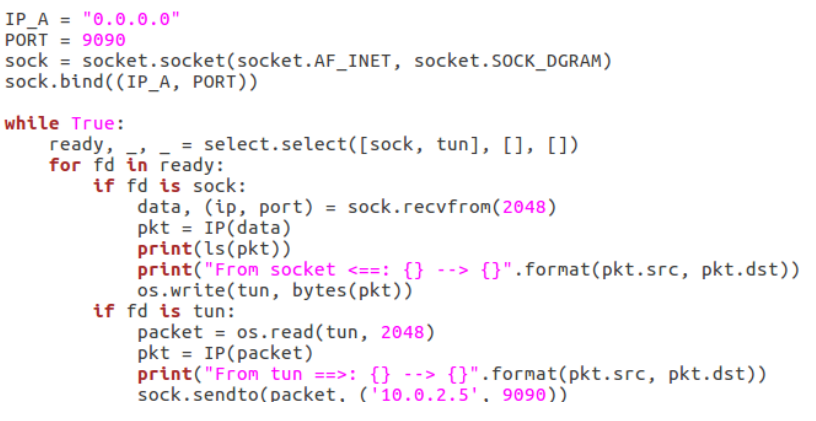 IP_A = "0.0.0.0"
PORT = 9090
sock = socket.socket(socket.AF_INET, socket.SOCK_DGRAM)
sock.bind((IP_A, PORT))

while True:
    ready, _, _ = select.select([sock, tun], [], [])
    for fd in ready:
        if fd is sock:
            data, (ip, port) = sock.recvfrom(2048)
            pkt = IP(data)
            print(ls(pkt))
            print("From socket <==: {} --> {}".format(pkt.src, pkt.dst))
            os.write(tun, bytes(pkt))
        if fd is tun:
            packet = os.read(tun, 2048)
            pkt = IP(packet)
            print("From tun ==>: {} --> {}".format(pkt.src, pkt.dst))
            sock.sendto(packet, ('10.0.2.5', 9090))